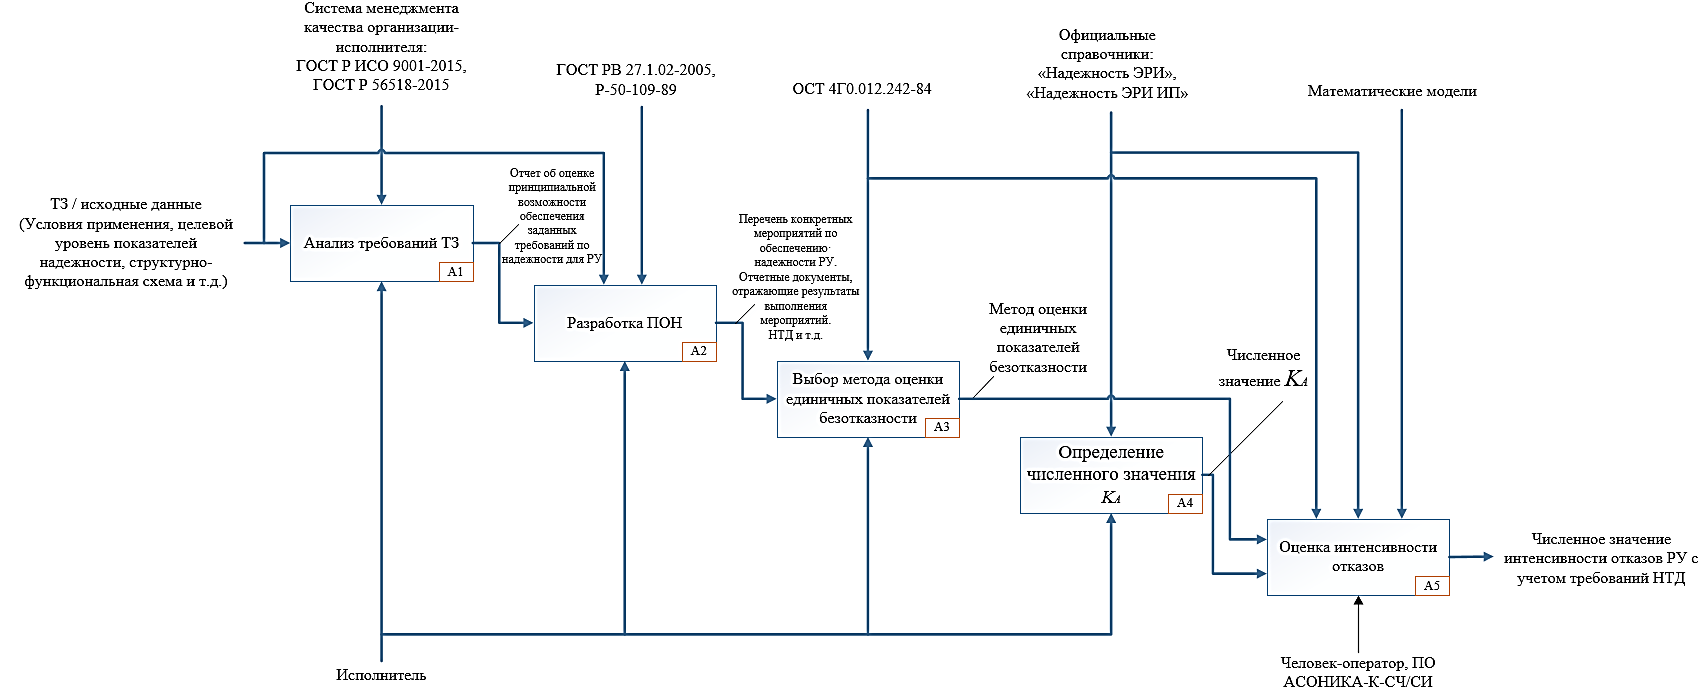 Система менеджмента
качества организации-
исполнителя:
ГОСТ Р ИСО 9001-2015,
ГОСТ Р 56518-2015
ГОСТ РВ 27.1.02-2005,
Р-50-109-89
ОСТ 4Г0.012.242-84
Официальные
справочники:
«Надежность ЭРИ»,
«Надежность ЭРИ ИП»
Математические модели
ТЗ / исходные данные
(Условия применения, целевой
уровень показателей
надежности, структурно-
функциональная схема и т.д.)
Анализ требований ТЗ
А1
Отчет об оценке
принципиальной
возможности
обеспечения
заданных
требований по
надежности для РУ
Разработка ПОН
А2
Перечень конкретных
мероприятий по
обеспечению
надежности РУ.
Отчетные документы,
отражающие результаты
выполнения
мероприятий.
НТД и т.д.
Выбор метода оценки
единичных показателей
безотказности
А3
Метод оценки
единичных
показателей
безотказности
Определение
численного значения
KА
А4
Численное
значение KА
Оценка интенсивности
отказов
А5
Численное значение
интенсивности отказов РУ с
учетом требований НТД
Исполнитель
Человек-оператор, ПО
АСОНИКА-К-СЧ/СИ